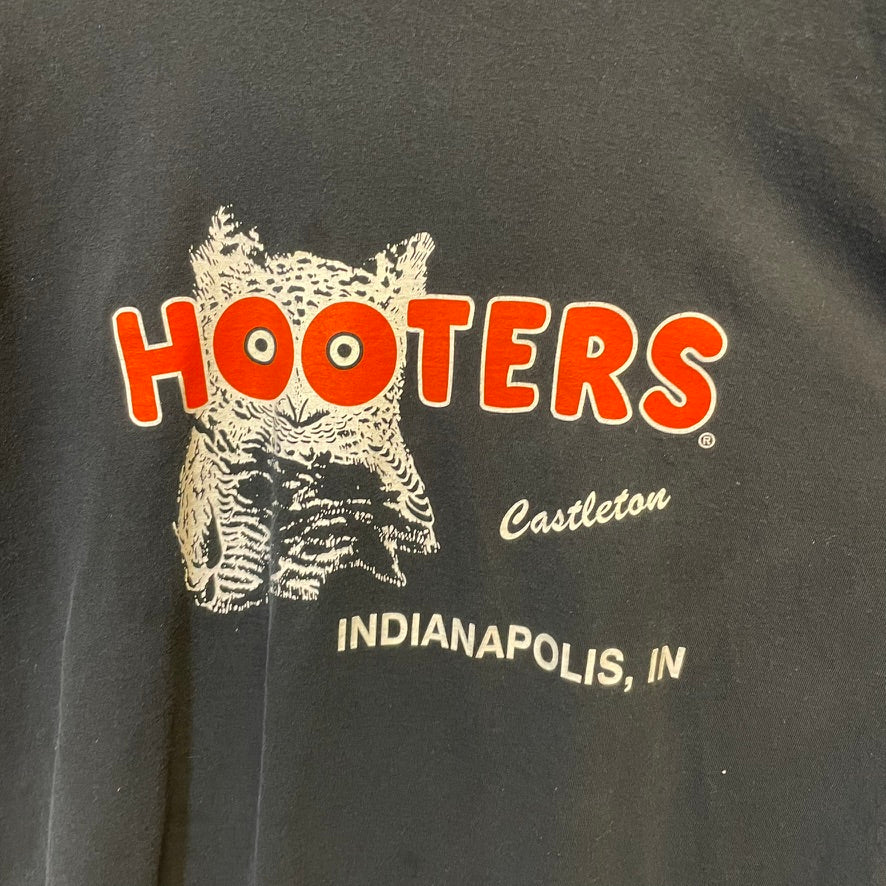 HOOTERS
®
Castleton
INDIANAPOLIS, IN